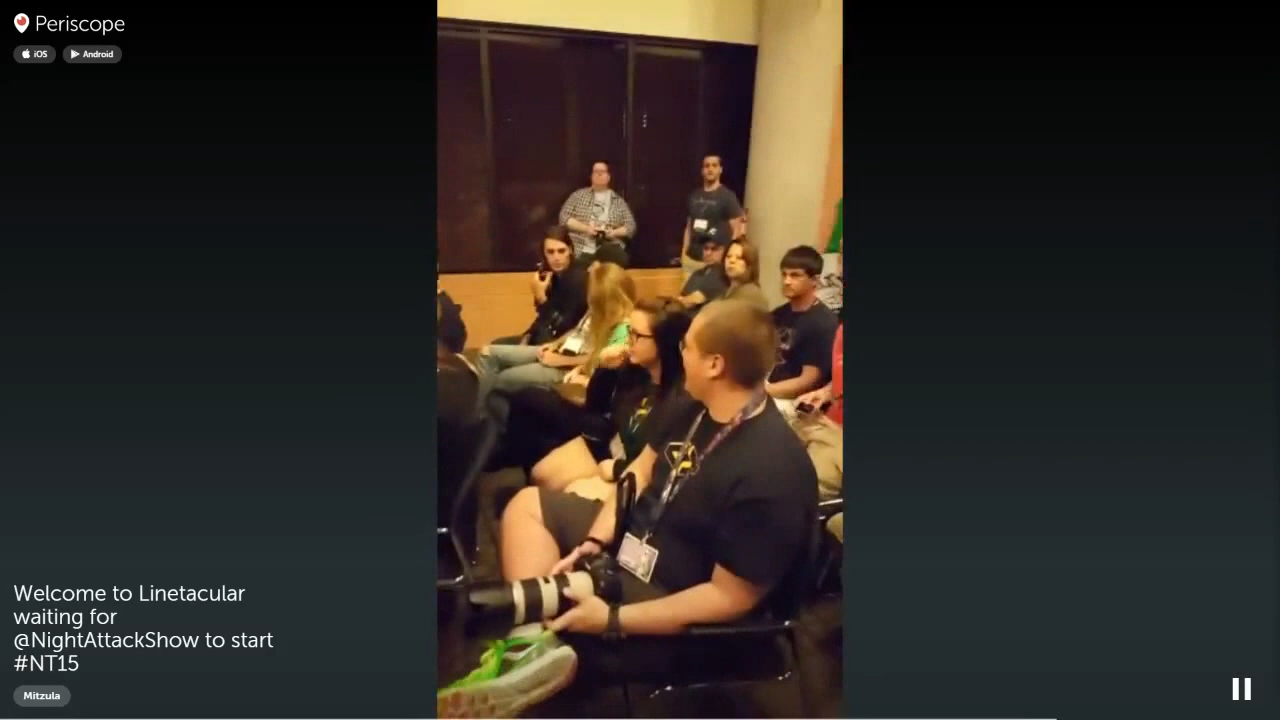 Periscope
iOS
Android
Welcome to Linetacular
waiting for
@NightAttackShow to start
#NT15
Mitzula